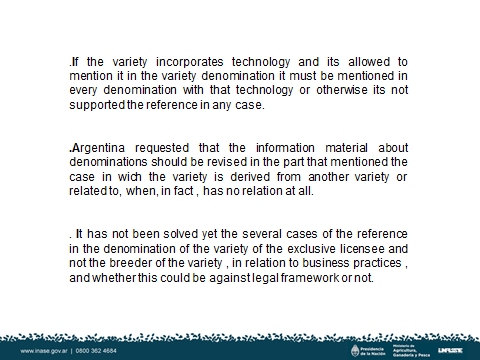 .If the variety incorporates technology and its allowed to
mention it in the variety denomination it must be mentioned in
every denomination with that technology or otherwise its not
supported the reference in any case.
.Argentina requested that the information material about
denominations should be revised in the part that mentioned the
case in wich the variety is derived from another variety or
related to, when, in fact , has no relation at all.
. It has not been solved yet the several cases of the reference
in the denomination of the variety of the exclusive licensee and
not the breeder of the variety , in relation to business practices ,
and whether this could be against legal framework or not.
www.inase.gov.ar | 0800 362 4684
Presidencia
de la Nación
Ministerio de
Agricultura,
Ganadería y Pesca